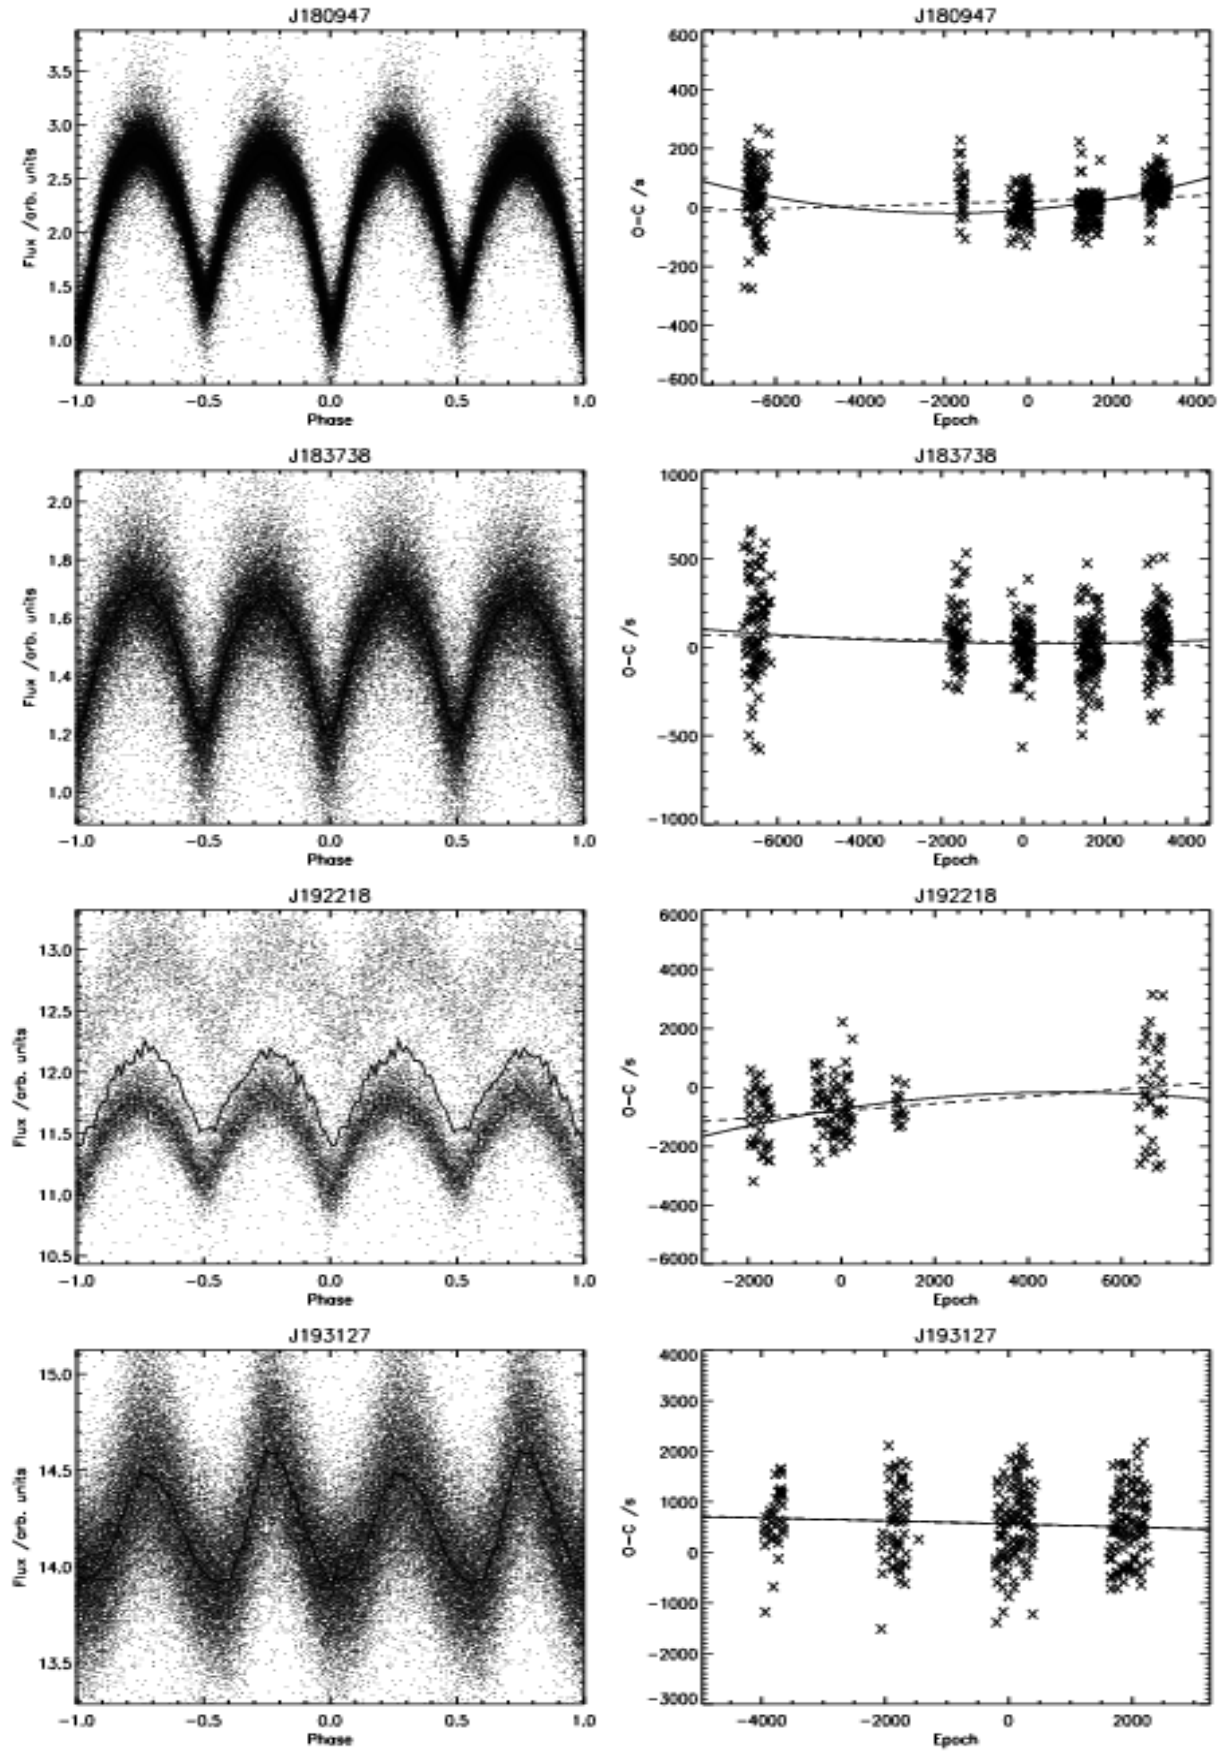 J180947
J180947
3.5
3.0
2.5
2.0
1.5
1.0
Flux /arb. units
-1.0 -0.5 0.0 0.5 1.0
Phase
600
400
200
0
-200
-400
-600
O-C /s
-6000 -4000 -2000 0 2000 4000
Epoch
J183738
J183738
2.0
1.8
1.6
1.4
1.2
1.0
Flux /arb. units
-1.0 -0.5 0.0 0.5 1.0
Phase
1000
500
0
-500
-1000
O-C /s
-6000 -4000 -2000 0 2000 4000
Epoch
J192218
J192218
13.0
12.5
12.0
11.5
11.0
10.5
Flux /arb. units
-1.0 -0.5 0.0 0.5 1.0
Phase
6000
4000
2000
0
-2000
-4000
-6000
O-C /s
-2000 0 2000 4000 6000
Epoch
J193127
J193127
15.0
14.5
14.0
13.5
Flux /arb. units
-1.0 -0.5 0.0 0.5 1.0
Phase
4000
3000
2000
1000
0
-1000
-2000
-3000
O-C /s
-4000 -2000 0 2000
Epoch